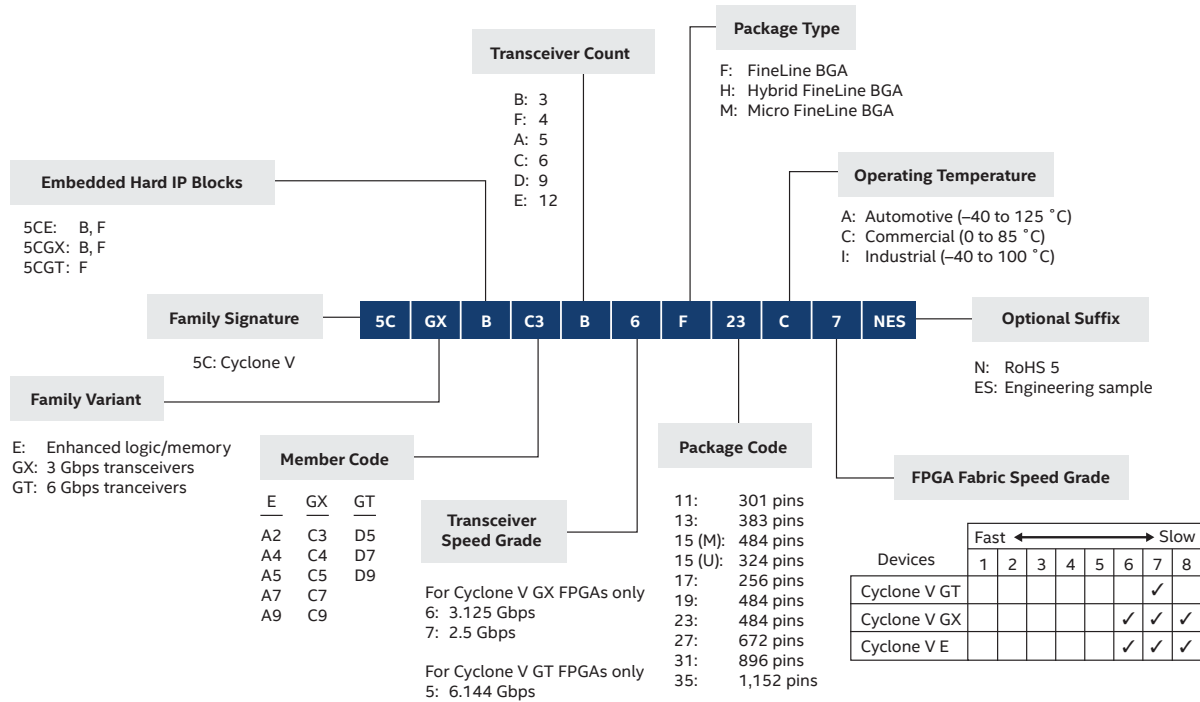 Package Type
F: FineLine BGA
H: Hybrid FineLine BGA
M: Micro FineLine BGA
Transceiver Count
B: 3
F: 4
A: 5
C: 6
D: 9
E: 12
Embedded Hard IP Blocks
5CE: B, F
5CGX: B, F
5CGT: F
Operating Temperature
A: Automotive (–40 to 125 ˚C)
C: Commercial (0 to 85 ˚C)
I: Industrial (–40 to 100 ˚C)
Family Signature
5C: Cyclone V
5C GX B C3 B 6 F 23 C 7 NES
Optional Suffix
N: RoHS 5
ES: Engineering sample
Family Variant
E: Enhanced logic/memory
GX: 3 Gbps transceivers
GT: 6 Gbps tranceivers
Member Code
E GX GT
A2 C3 D5
A4 C4 D7
A5 C5 D9
A7 C7
A9 C9
Transceiver
Speed Grade
For Cyclone V GX FPGAs only
6: 3.125 Gbps
7: 2.5 Gbps
For Cyclone V GT FPGAs only
5: 6.144 Gbps
Package Code
11: 301 pins
13: 383 pins
15 (M): 484 pins
15 (U): 324 pins
17: 256 pins
19: 484 pins
23: 484 pins
27: 672 pins
31: 896 pins
35: 1,152 pins
FPGA Fabric Speed Grade
Fast Slow
Devices 1 2 3 4 5 6 7 8
Cyclone V GT ✓
Cyclone V GX ✓ ✓ ✓
Cyclone V E ✓ ✓ ✓